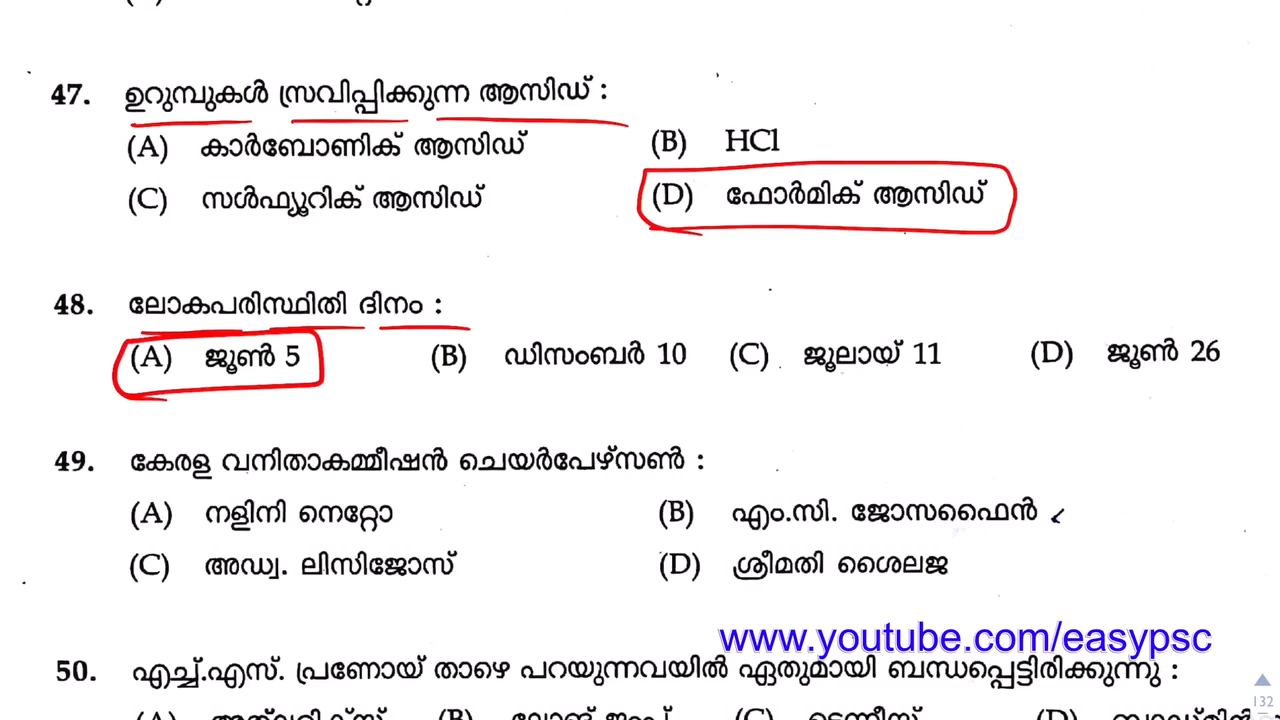 47. ഉറുമ്പുകൾ സ്രവിപ്പിക്കുന്ന ആസിഡ് :
(A) കാർബോണിക് ആസിഡ് (B) HCl
(C) സൾഫ്യൂറിക് ആസിഡ് (D) ഫോർമിക് ആസിഡ്
48. ലോകപരിസ്ഥിതി ദിനം :
(A) ജൂൺ 5 (B) ഡിസംബർ 10 (C) ജൂലായ് 11 (D) ജൂൺ 26
49. കേരള വനിതാകമ്മീഷൻ ചെയർപേഴ്സൺ :
(A) നളിനി നെറ്റോ (B) എം.സി. ജോസഫൈൻ
(C) അഡ്വ. ലിസിജോസ് (D) ശ്രീമതി ശൈലജ
www.youtube.com/easypsc
50. എച്ച്.എസ്. പ്രണോയ് താഴെ പറയുന്നവയിൽ ഏതുമായി ബന്ധപ്പെട്ടിരിക്കുന്നു :
(A) (B) (C) (D)
132